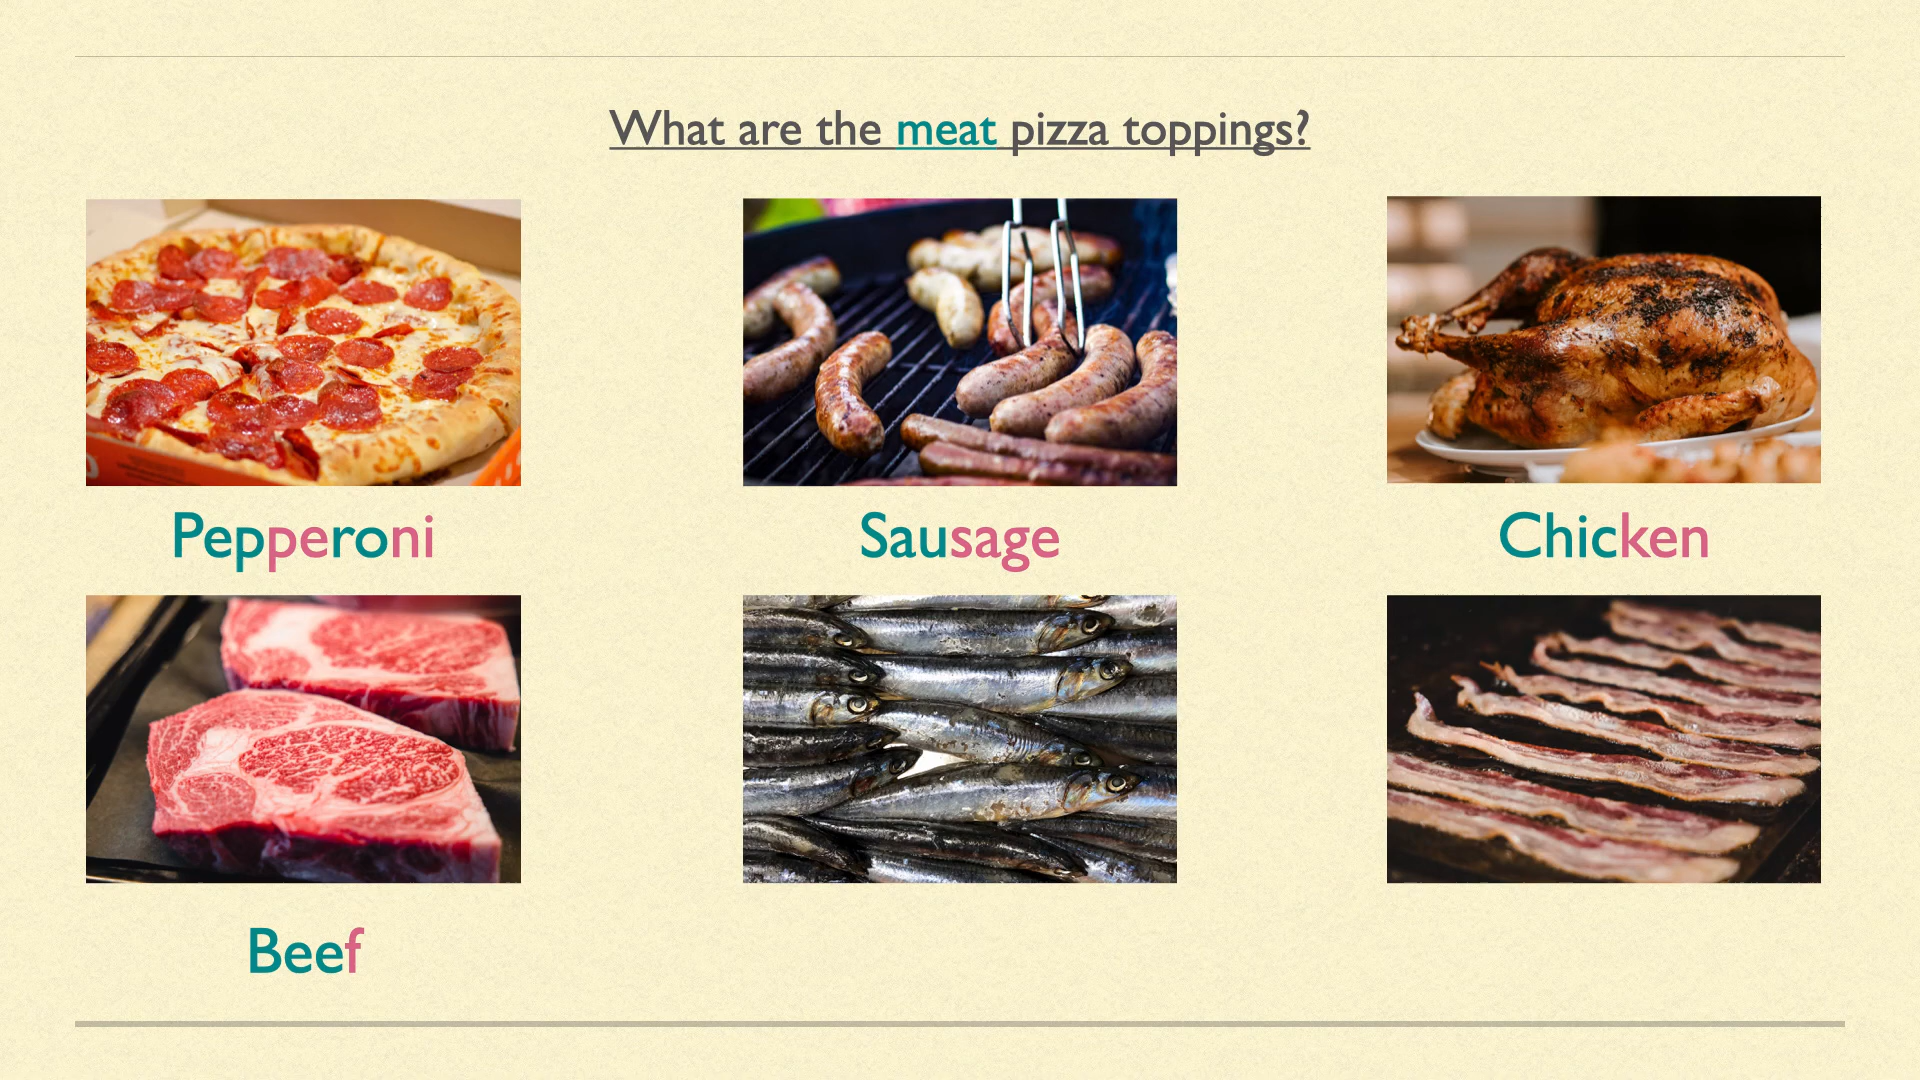 What are the meat pizza toppings?
Pepperoni
Sausage
Chicken
Beef